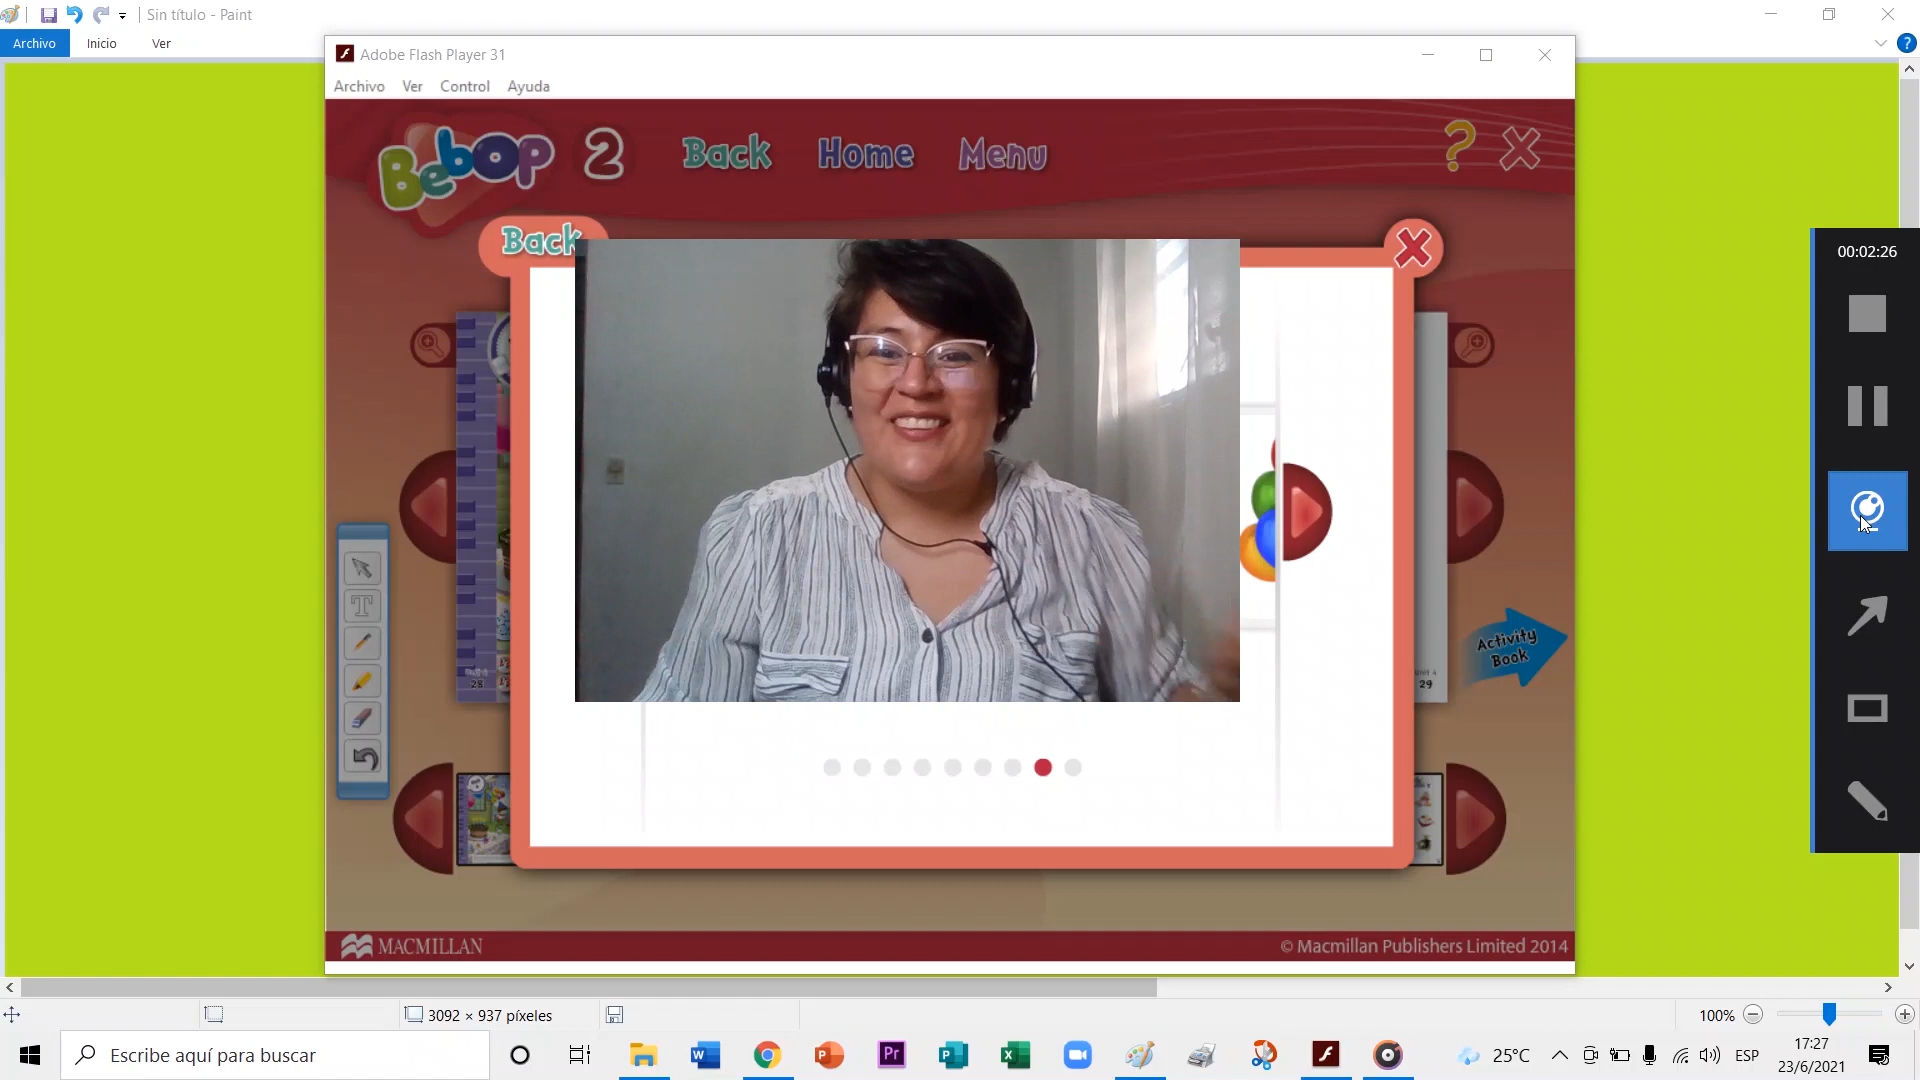 Sin título - Paint
Archivo Inicio Ver
Adobe Flash Player 31
Archivo Ver Control Ayuda
Bebop 2 Back Home Menu ?
Back
00:02:26
Activity
Book
28
29
MACMILLAN
© Macmillan Publishers Limited 2014
3092 × 937 píxeles
100%
Escribe aquí para buscar
25°C
ESP
17:27
23/6/2021